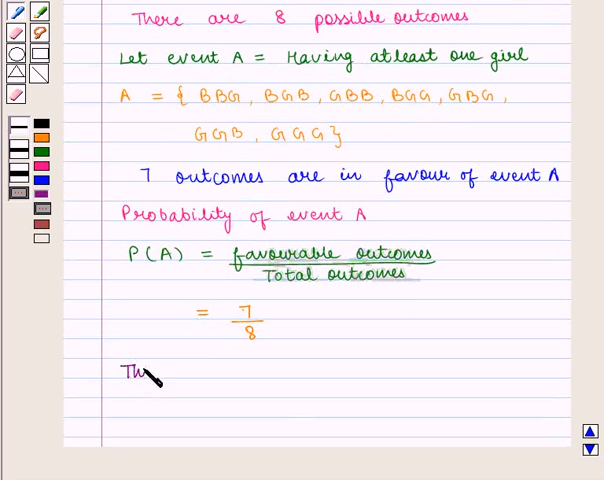 There are 8 possible outcomes
Let event A = Having atleast one girl
A = { BBG, BGB, GBB, BGG, GBG,
GGB, GGG }
7 outcomes are in favour of event A
Probability of event A
P(A) = favourable outcomes
Total outcomes
= 7
8
Th